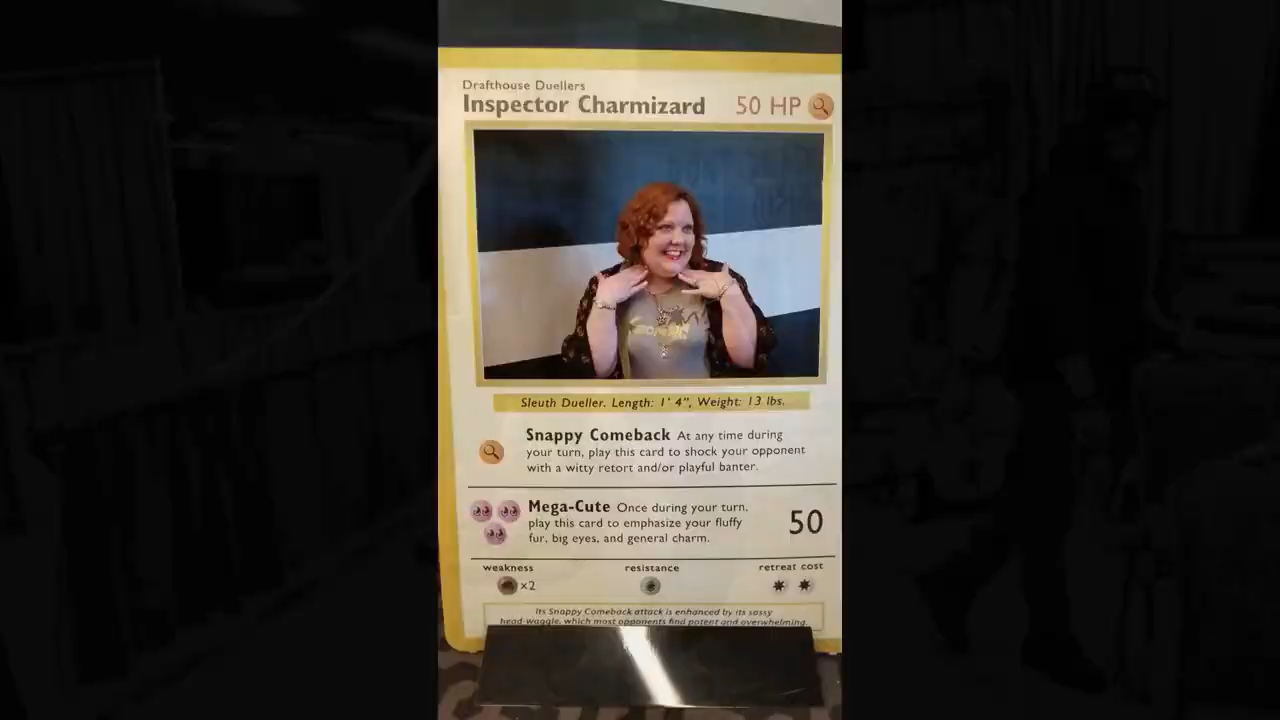 Drafthouse Duellers
Inspector Charmizard 50 HP
Sleuth Dueller. Length: 1' 4", Weight: 13 lbs.
Snappy Comeback At any time during
your turn, play this card to shock your opponent
with a witty retort and/or playful banter.
Mega-Cute Once during your turn,
play this card to emphasize your fluffy
fur, big eyes, and general charm.
50
weakness resistance retreat cost
×2
Its Snappy Comeback attack is enhanced by its sassy
head-waggle, which most opponents find potent and overwhelming.